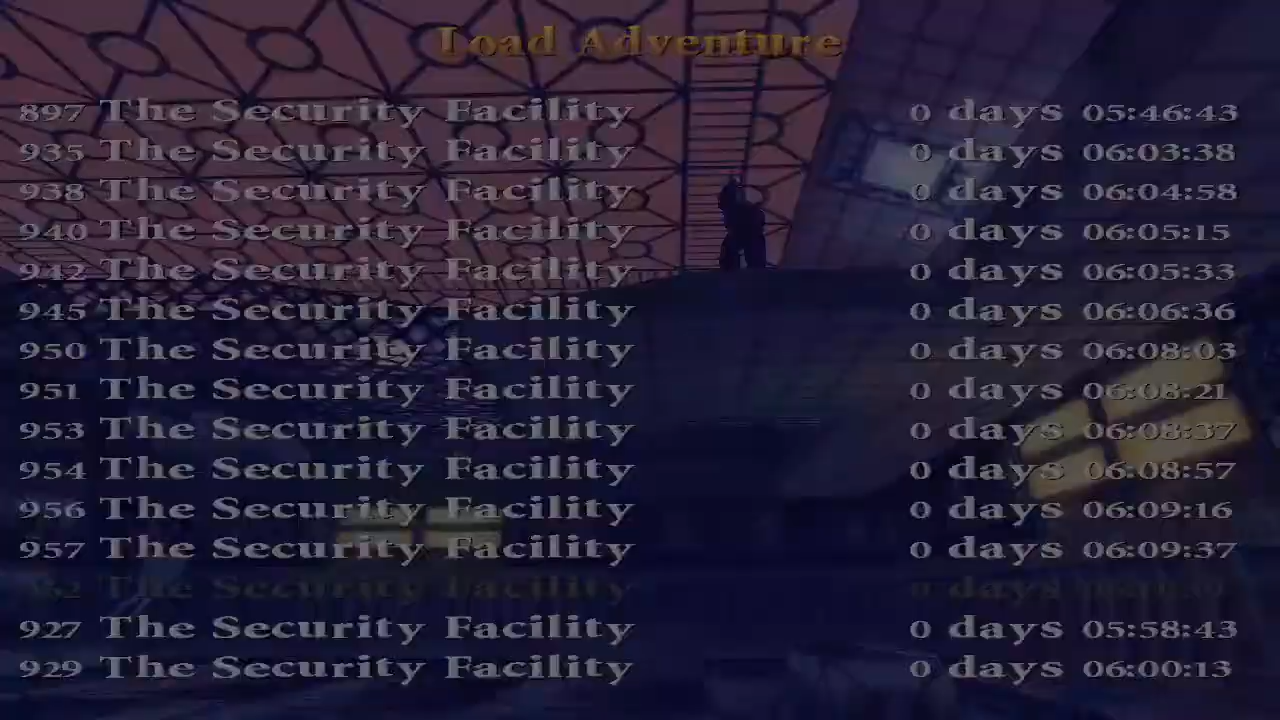 Load Adventure
897 The Security Facility 0 days 05:46:43
935 The Security Facility 0 days 06:03:38
938 The Security Facility 0 days 06:04:58
940 The Security Facility 0 days 06:05:15
942 The Security Facility 0 days 06:05:33
945 The Security Facility 0 days 06:06:36
950 The Security Facility 0 days 06:08:03
951 The Security Facility 0 days 06:08:21
953 The Security Facility 0 days 06:08:37
954 The Security Facility 0 days 06:08:57
956 The Security Facility 0 days 06:09:16
957 The Security Facility 0 days 06:09:37
The Security Facility 0 days
927 The Security Facility 0 days 05:58:43
929 The Security Facility 0 days 06:00:13